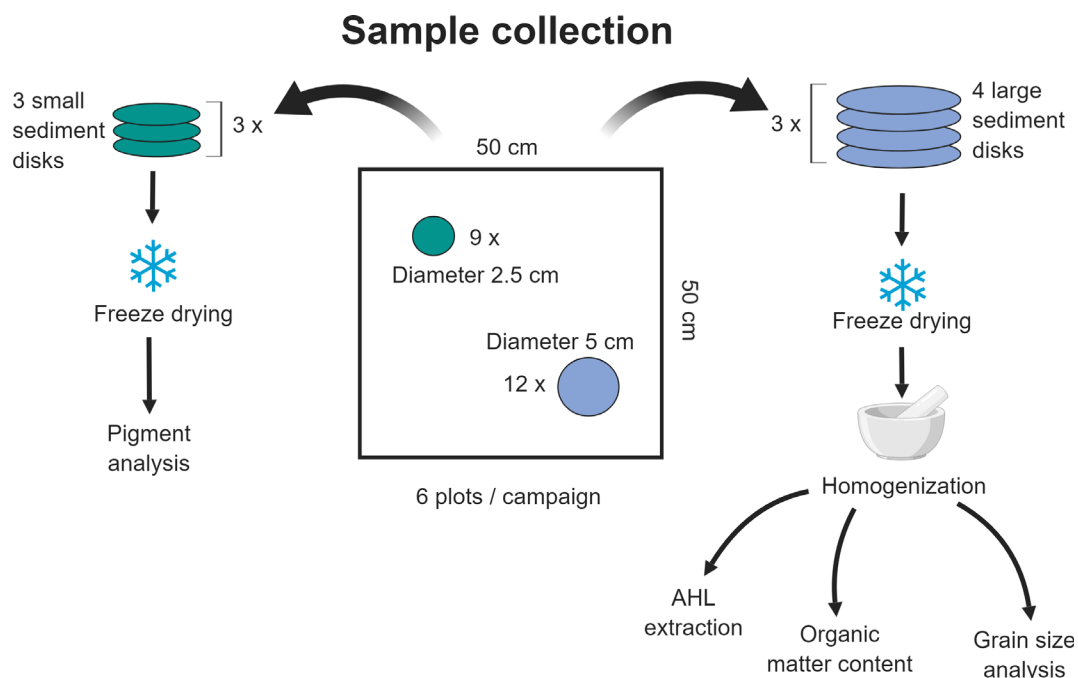 Sample collection
3 small
sediment
disks
3 x
50 cm
3 x
4 large
sediment
disks
9 x
Diameter 2.5 cm
50 cm
Freeze drying
Freeze drying
Diameter 5 cm
12 x
Pigment
analysis
6 plots / campaign
Homogenization
AHL
extraction
Organic
matter content
Grain size
analysis